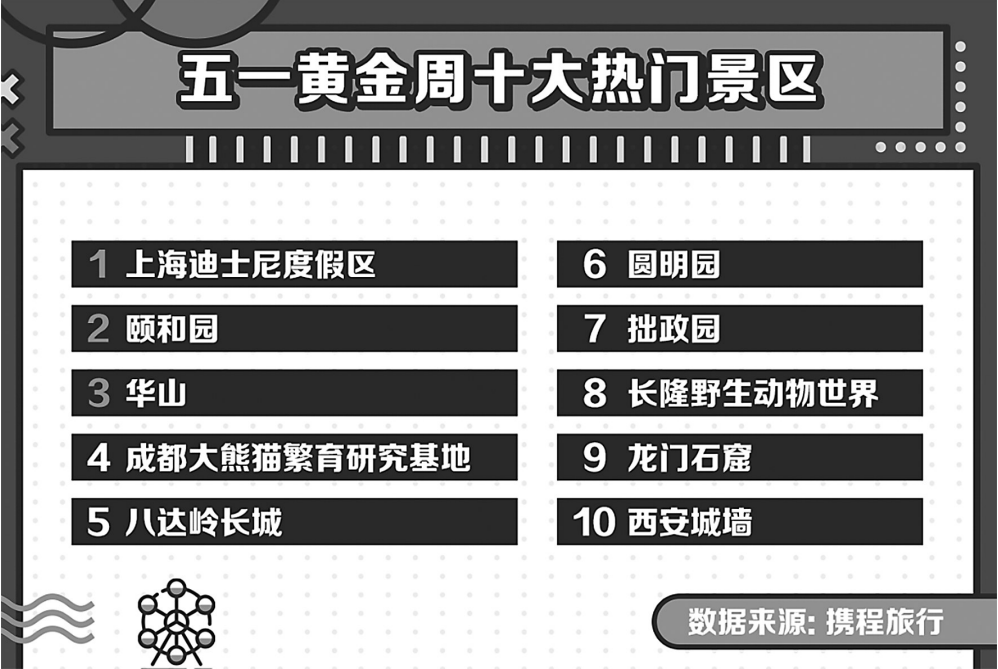 五一黄金周十大热门景区
1 上海迪士尼度假区
2 颐和园
3 华山
4 成都大熊猫繁育研究基地
5 八达岭长城
6 圆明园
7 拙政园
8 长隆野生动物世界
9 龙门石窟
10 西安城墙
数据来源: 携程旅行